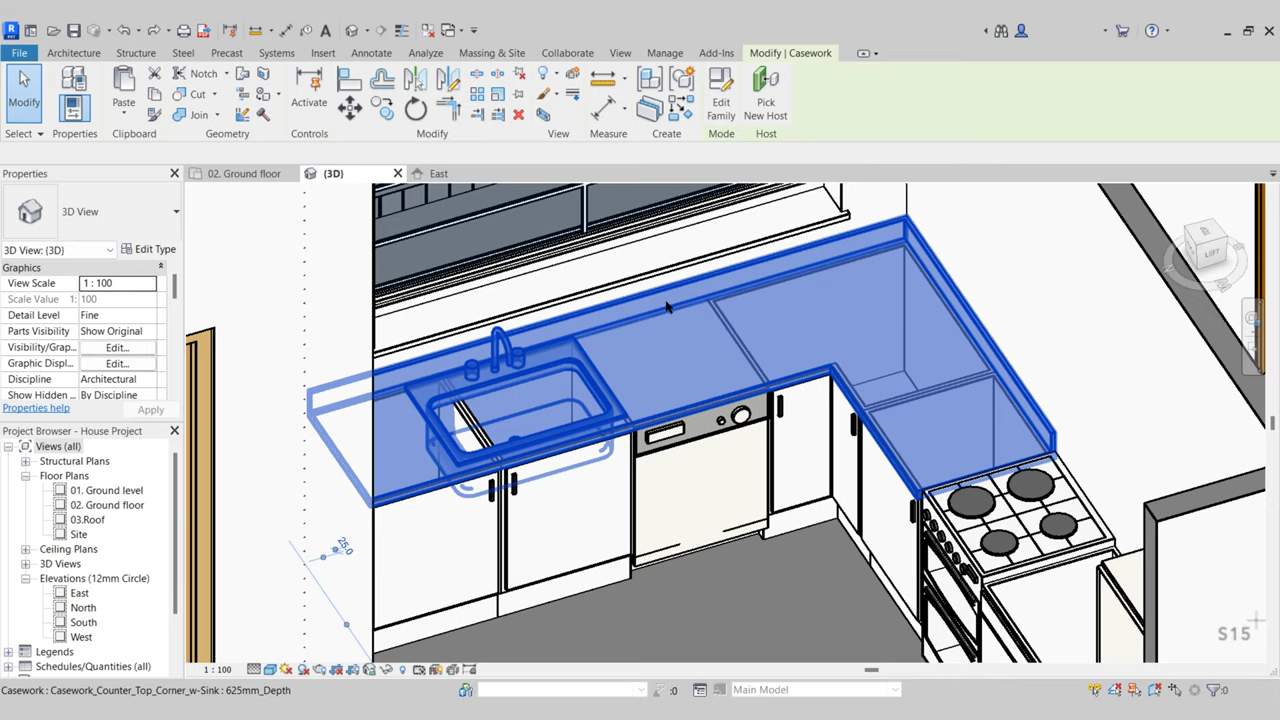 File Architecture Structure Steel Precast Systems Insert Annotate Analyze Massing & Site Collaborate View Manage Add-Ins Modify | Casework
Modify
Paste
Notch
Cut
Join
Activate
Edit
Family
Pick
New Host
Select Properties Clipboard Geometry Controls Modify View Measure Create Mode Host
Properties
02. Ground floor
{3D}
East
3D View
3D View: {3D}
Edit Type
Graphics
View Scale 1 : 100
Scale Value 1: 100
Detail Level Fine
Parts Visibility Show Original
Visibility/Grap... Edit...
Graphic Displ... Edit...
Discipline Architectural
Show Hidden ... By Discipline
Properties help
Apply
Project Browser - House Project
Views (all)
Structural Plans
Floor Plans
01. Ground level
02. Ground floor
03.Roof
Site
Ceiling Plans
3D Views
Elevations (12mm Circle)
East
North
South
West
Legends
Schedules/Quantities (all)
LEFT
25.0
S15
1 : 100
Casework : Casework_Counter_Top_Corner_w-Sink : 625mm_Depth
:0
Main Model
:0